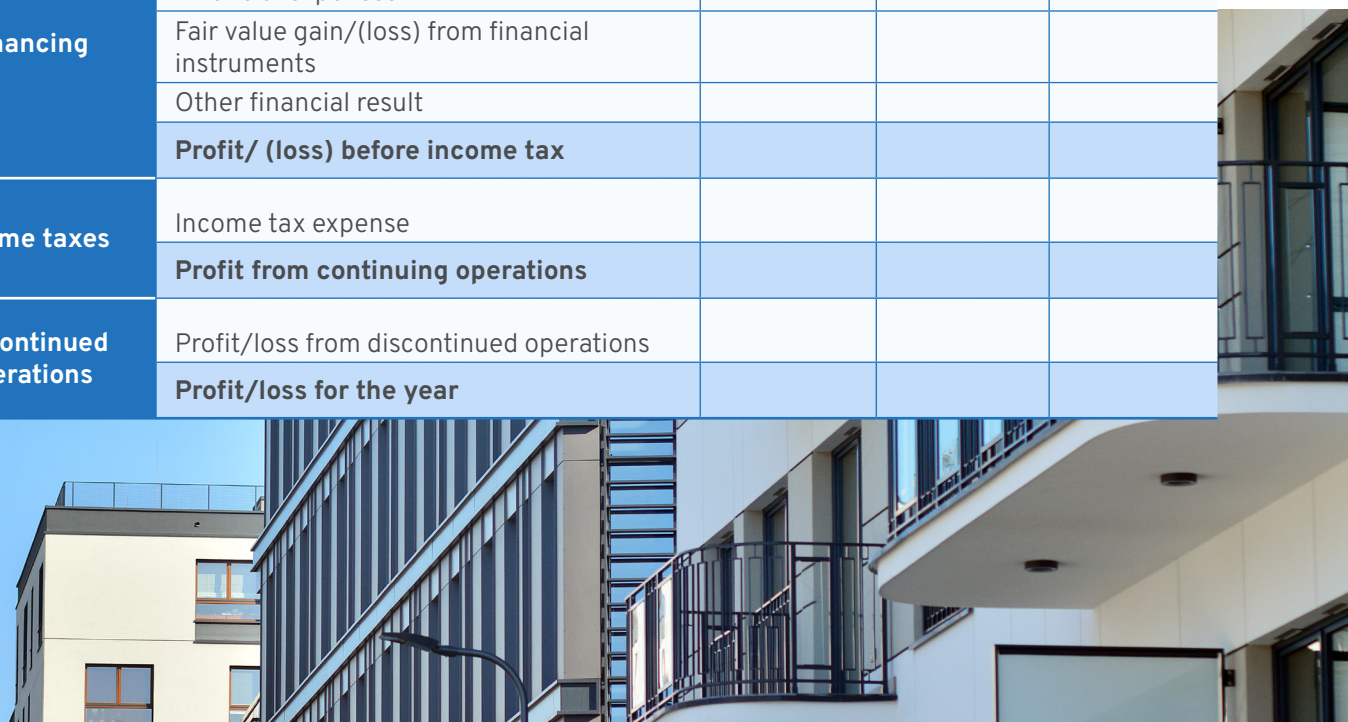 ancing
Fair value gain/(loss) from financial
instruments
Other financial result
Profit/ (loss) before income tax
me taxes
Income tax expense
Profit from continuing operations
ontinued
erations
Profit/loss from discontinued operations
Profit/loss for the year